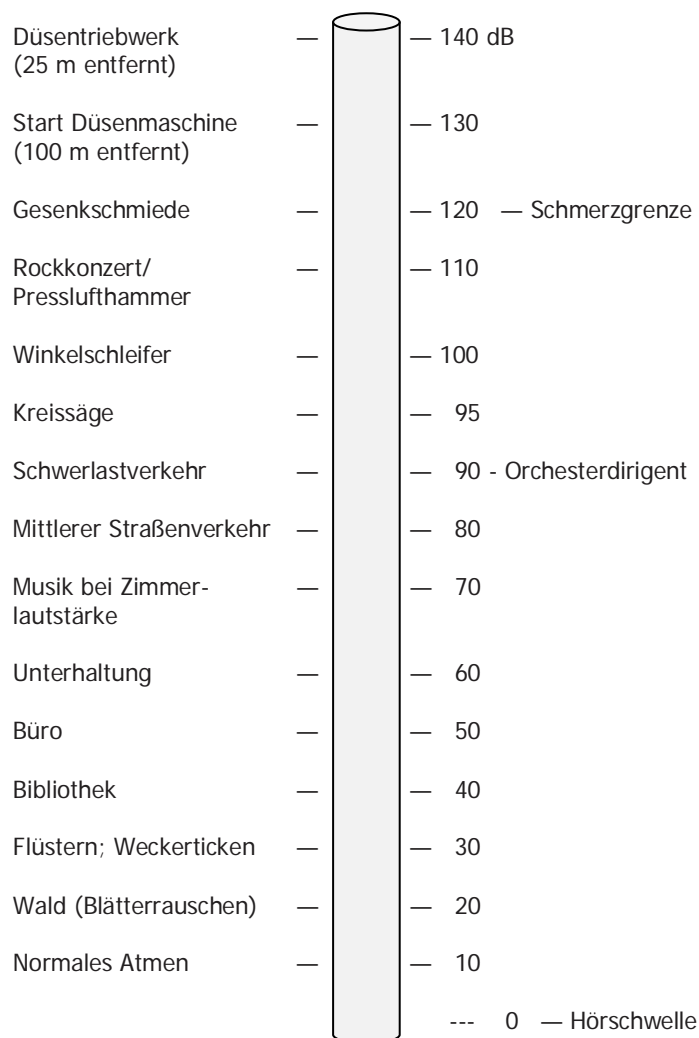 Düsentriebwerk — — 140 dB
(25 m entfernt)
Start Düsenmaschine — — 130
(100 m entfernt)
Gesenkschmiede — — 120 — Schmerzgrenze
Rockkonzert/ — — 110
Presslufthammer
Winkelschleifer — — 100
Kreissäge — — 95
Schwerlastverkehr — — 90 - Orchesterdirigent
Mittlerer Straßenverkehr — — 80
Musik bei Zimmer- — — 70
lautstärke
Unterhaltung — — 60
Büro — — 50
Bibliothek — — 40
Flüstern; Weckerticken — — 30
Wald (Blätterrauschen) — — 20
Normales Atmen — — 10
--- 0 — Hörschwelle